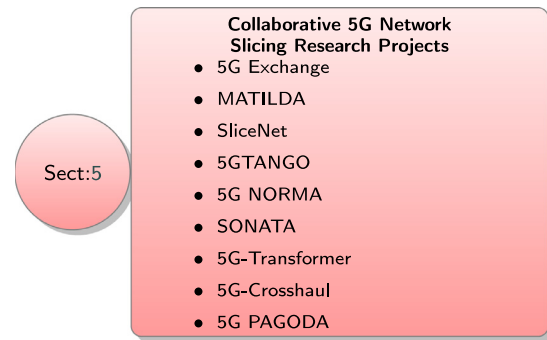 Collaborative 5G Network
Slicing Research Projects
• 5G Exchange
• MATILDA
• SliceNet
• 5GTANGO
Sect:5
• 5G NORMA
• SONATA
• 5G-Transformer
• 5G-Crosshaul
• 5G PAGODA